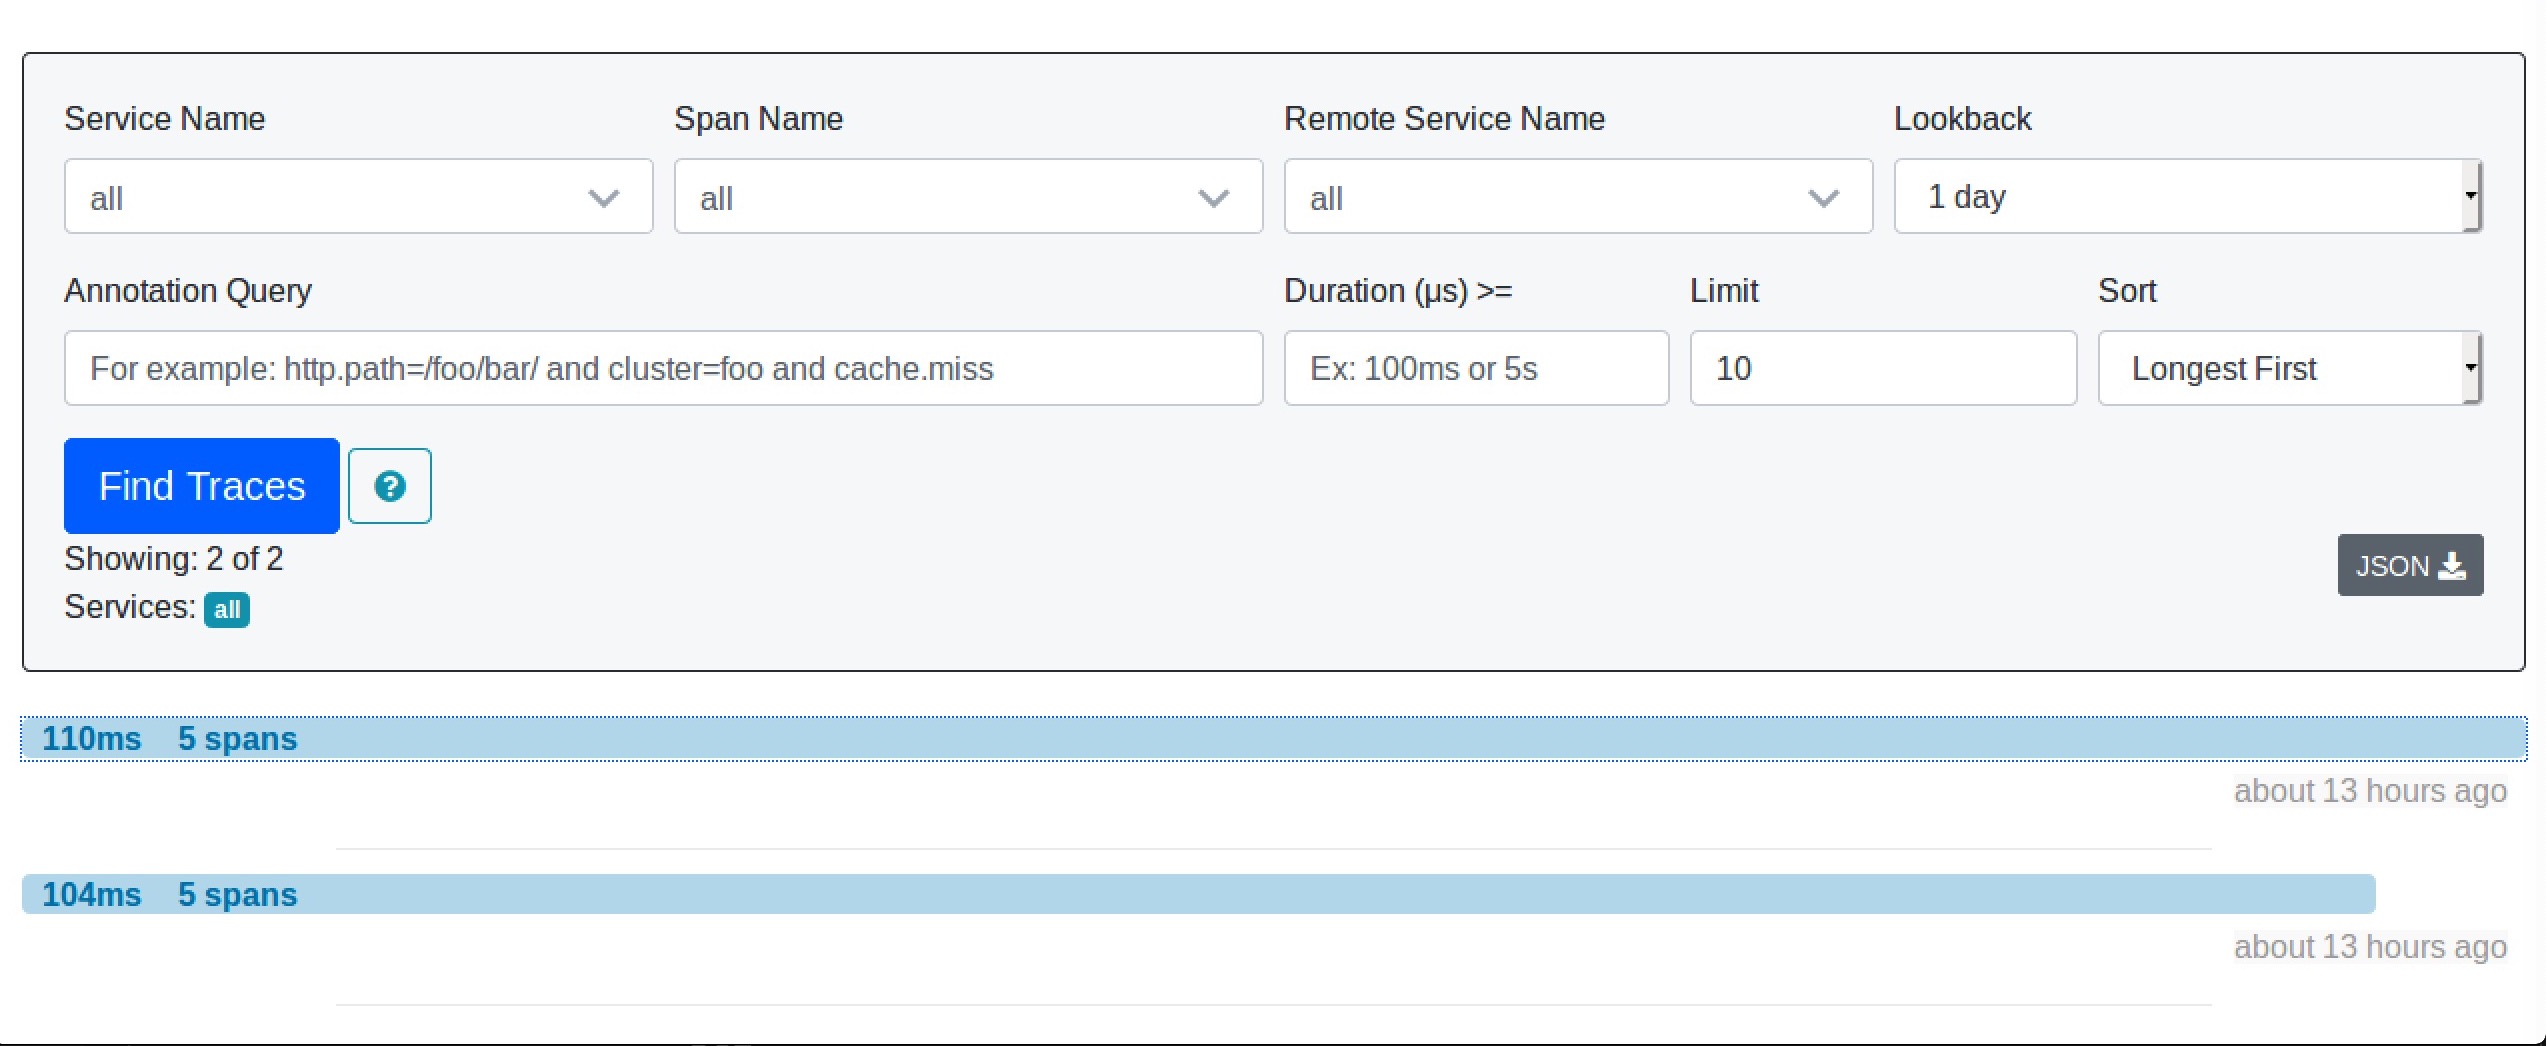 Service Name Span Name Remote Service Name Lookback
all all all 1 day
Annotation Query Duration (μs) >= Limit Sort
For example: http.path=/foo/bar/ and cluster=foo and cache.miss Ex: 100ms or 5s 10 Longest First
Find Traces ?
Showing: 2 of 2
JSON
Services: all
110ms 5 spans
about 13 hours ago
104ms 5 spans
about 13 hours ago